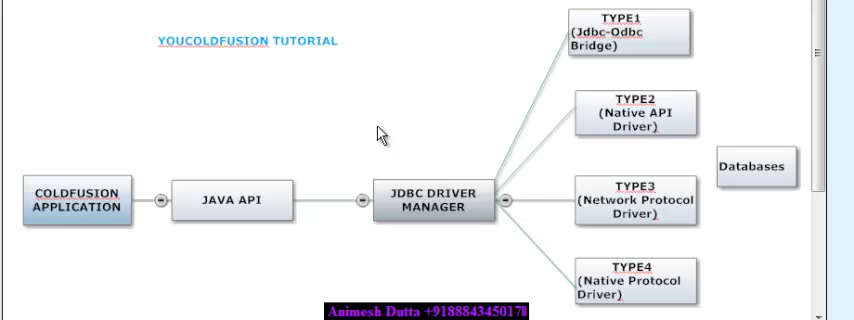 YOUCOLDFUSION TUTORIAL
COLDFUSION
APPLICATION
JAVA API
JDBC DRIVER
MANAGER
TYPE1
(Jdbc-Odbc
Bridge)
TYPE2
(Native API
Driver)
TYPE3
(Network Protocol
Driver)
TYPE4
(Native Protocol
Driver)
Databases
Animesh Dutta +918884345017